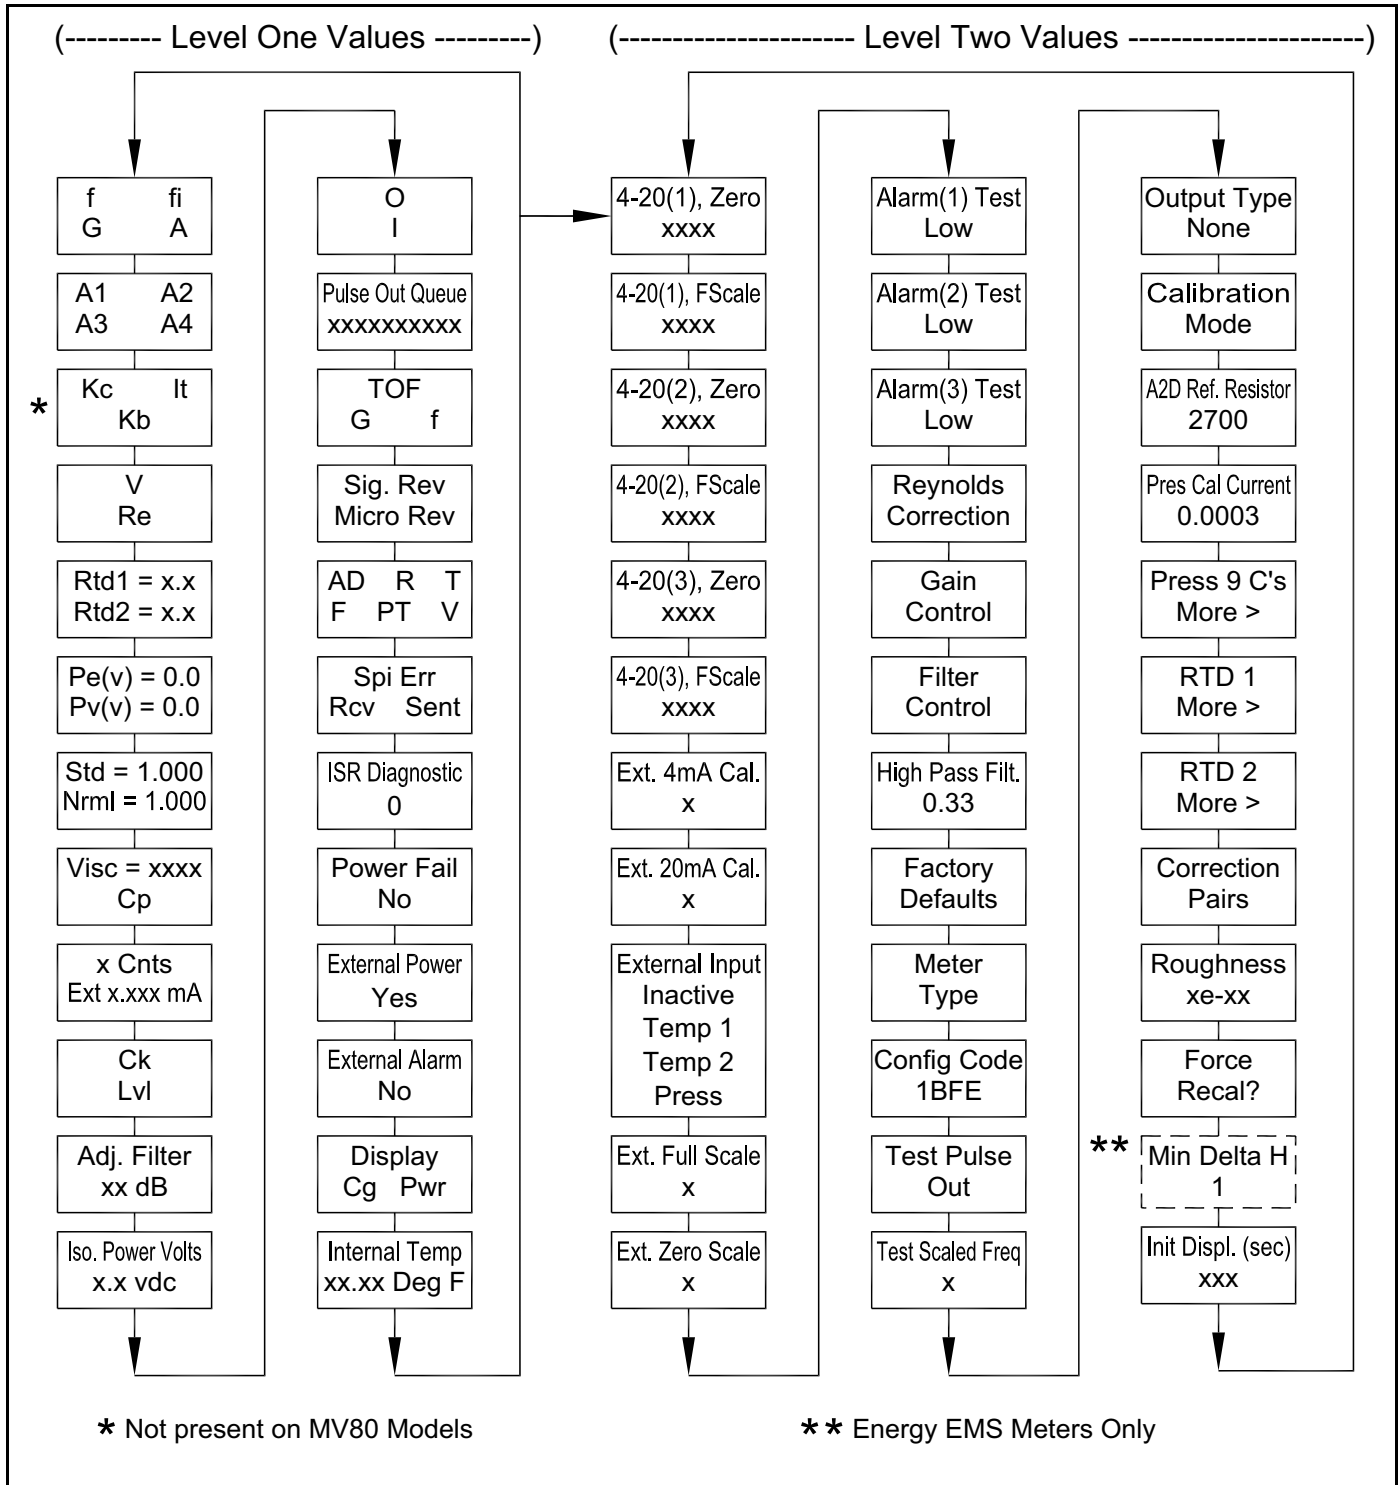 (--------- Level One Values ---------)
(---------------------- Level Two Values ----------------------)
f fi
G A
A1 A2
A3 A4
*
Kc It
Kb
V
Re
Rtd1 = x.x
Rtd2 = x.x
Pe(v) = 0.0
Pv(v) = 0.0
Std = 1.000
Nrml = 1.000
Visc = xxxx
Cp
x Cnts
Ext x.xxx mA
Ck
Lvl
Adj. Filter
xx dB
Iso. Power Volts
x.x vdc
O
I
Pulse Out Queue
xxxxxxxxxx
TOF
G f
Sig. Rev
Micro Rev
AD R T
F PT V
Spi Err
Rcv Sent
ISR Diagnostic
0
Power Fail
No
External Power
Yes
External Alarm
No
Display
Cg Pwr
Internal Temp
xx.xx Deg F
4-20(1), Zero
xxxx
4-20(1), FScale
xxxx
4-20(2), Zero
xxxx
4-20(2), FScale
xxxx
4-20(3), Zero
xxxx
4-20(3), FScale
xxxx
Ext. 4mA Cal.
x
Ext. 20mA Cal.
x
External Input
Inactive
Temp 1
Temp 2
Press
Ext. Full Scale
x
Ext. Zero Scale
x
Alarm(1) Test
Low
Alarm(2) Test
Low
Alarm(3) Test
Low
Reynolds
Correction
Gain
Control
Filter
Control
High Pass Filt.
0.33
Factory
Defaults
Meter
Type
Config Code
1BFE
Test Pulse
Out
Test Scaled Freq
x
Output Type
None
Calibration
Mode
A2D Ref. Resistor
2700
Pres Cal Current
0.0003
Press 9 C's
More >
RTD 1
More >
RTD 2
More >
Correction
Pairs
Roughness
xe-xx
Force
Recal?
**
Min Delta H
1
Init Displ. (sec)
xxx
* Not present on MV80 Models
** Energy EMS Meters Only